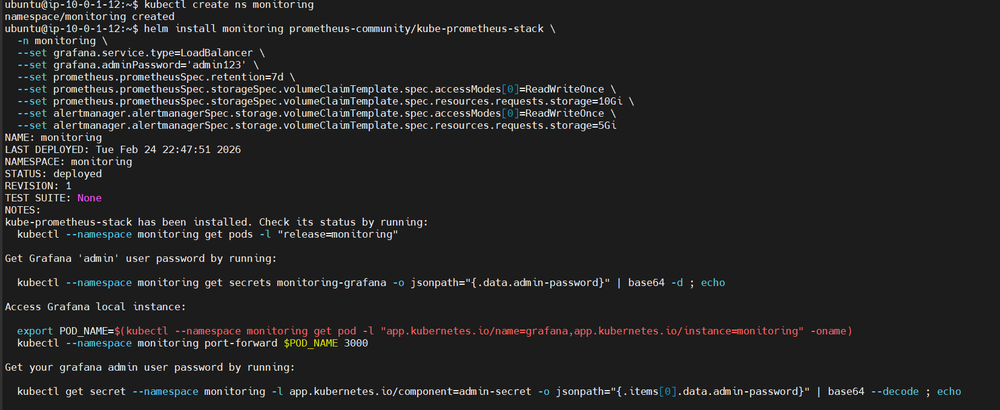 ubuntu@ip-10-0-1-12:~$ kubectl create ns monitoring
namespace/monitoring created
ubuntu@ip-10-0-1-12:~$ helm install monitoring prometheus-community/kube-prometheus-stack \
  -n monitoring \
  --set grafana.service.type=LoadBalancer \
  --set grafana.adminPassword='admin123' \
  --set prometheus.prometheusSpec.retention=7d \
  --set prometheus.prometheusSpec.storageSpec.volumeClaimTemplate.spec.accessModes[0]=ReadWriteOnce \
  --set prometheus.prometheusSpec.storageSpec.volumeClaimTemplate.spec.resources.requests.storage=10Gi \
  --set alertmanager.alertmanagerSpec.storage.volumeClaimTemplate.spec.accessModes[0]=ReadWriteOnce \
  --set alertmanager.alertmanagerSpec.storage.volumeClaimTemplate.spec.resources.requests.storage=5Gi
NAME: monitoring
LAST DEPLOYED: Tue Feb 24 22:47:51 2026
NAMESPACE: monitoring
STATUS: deployed
REVISION: 1
TEST SUITE: None
NOTES:
kube-prometheus-stack has been installed. Check its status by running:
  kubectl --namespace monitoring get pods -l "release=monitoring"

Get Grafana 'admin' user password by running:

  kubectl --namespace monitoring get secrets monitoring-grafana -o jsonpath="{.data.admin-password}" | base64 -d ; echo

Access Grafana local instance:

  export POD_NAME=$(kubectl --namespace monitoring get pod -l "app.kubernetes.io/name=grafana,app.kubernetes.io/instance=monitoring" -oname)
  kubectl --namespace monitoring port-forward $POD_NAME 3000

Get your grafana admin user password by running:

  kubectl get secret --namespace monitoring -l app.kubernetes.io/component=admin-secret -o jsonpath="{.items[0].data.admin-password}" | base64 --decode ; echo